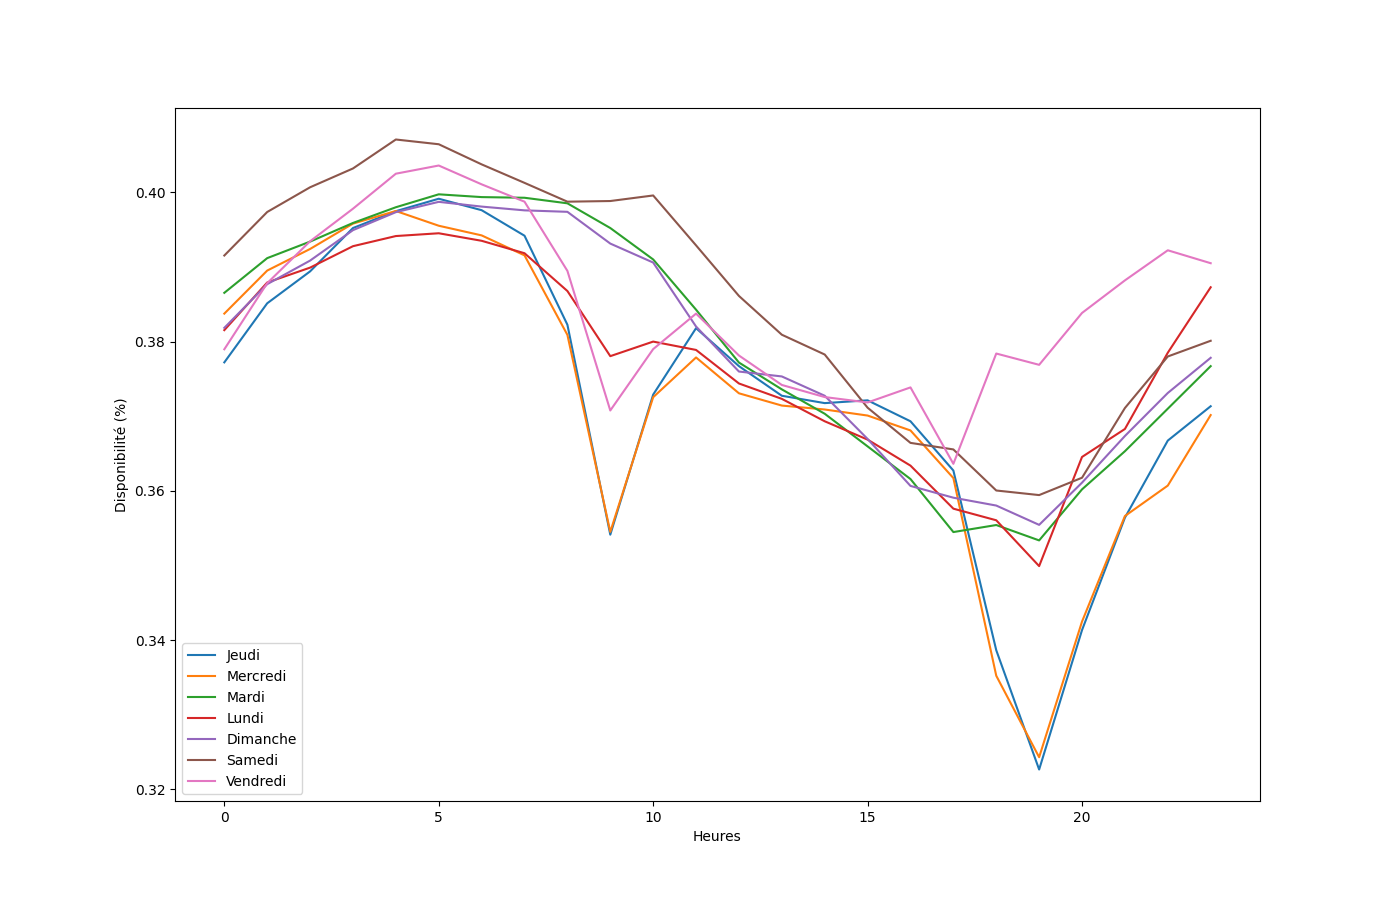 Disponibilité (%)
0.40
0.38
0.36
0.34
0.32
Jeudi
Mercredi
Mardi
Lundi
Dimanche
Samedi
Vendredi
0 5 10 15 20
Heures